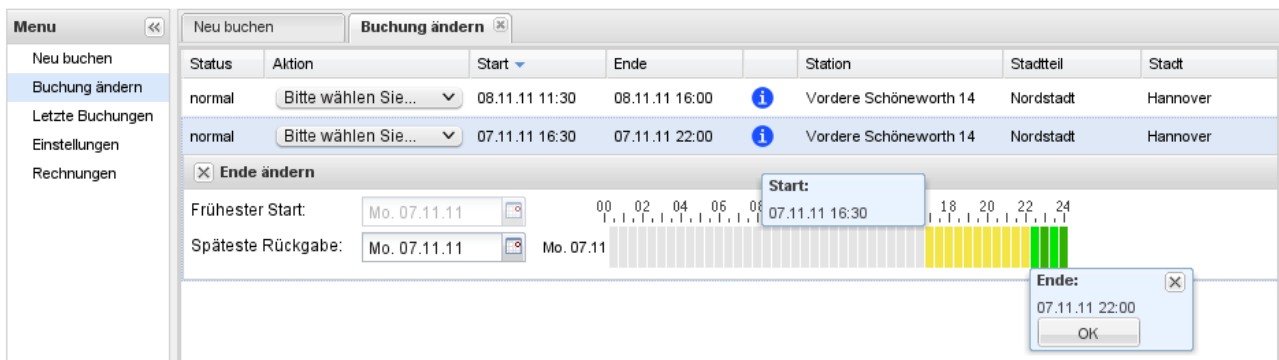 Menu
Neu buchen
Buchung ändern
Letzte Buchungen
Einstellungen
Rechnungen
Neu buchen Buchung ändern
Status Aktion Start Ende Station Stadtteil Stadt
normal Bitte wählen Sie... 08.11.11 11:30 08.11.11 16:00 Vordere Schöneworth 14 Nordstadt Hannover
normal Bitte wählen Sie... 07.11.11 16:30 07.11.11 22:00 Vordere Schöneworth 14 Nordstadt Hannover
Ende ändern
Frühester Start: Mo. 07.11.11
Späteste Rückgabe: Mo. 07.11.11
00 02 04 06 08 18 20 22 24
Mo. 07.11
Start:
07.11.11 16:30
Ende:
07.11.11 22:00
OK